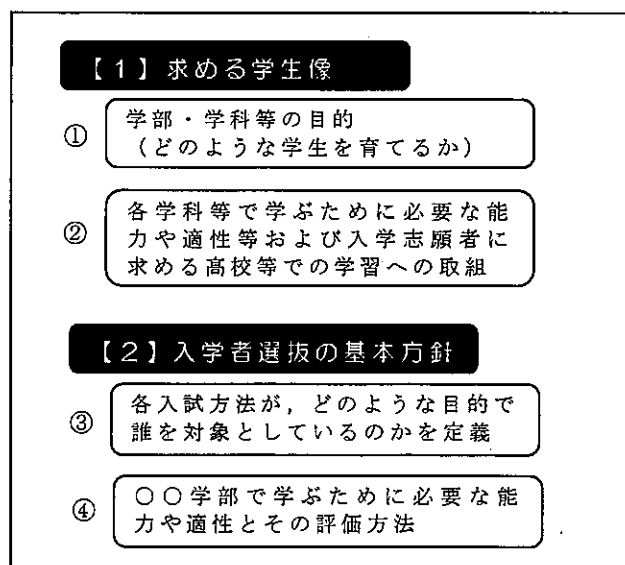 【1】求める学生像
①
学部・学科等の目的
（どのような学生を育てるか）
②
各学科等で学ぶために必要な能
力や適性等および入学志願者に
求める高校等での学習への取組
【2】入学者選抜の基本方針
③
各入試方法が，どのような目的で
誰を対象としているのかを定義
④
○○学部で学ぶために必要な能
力や適性とその評価方法